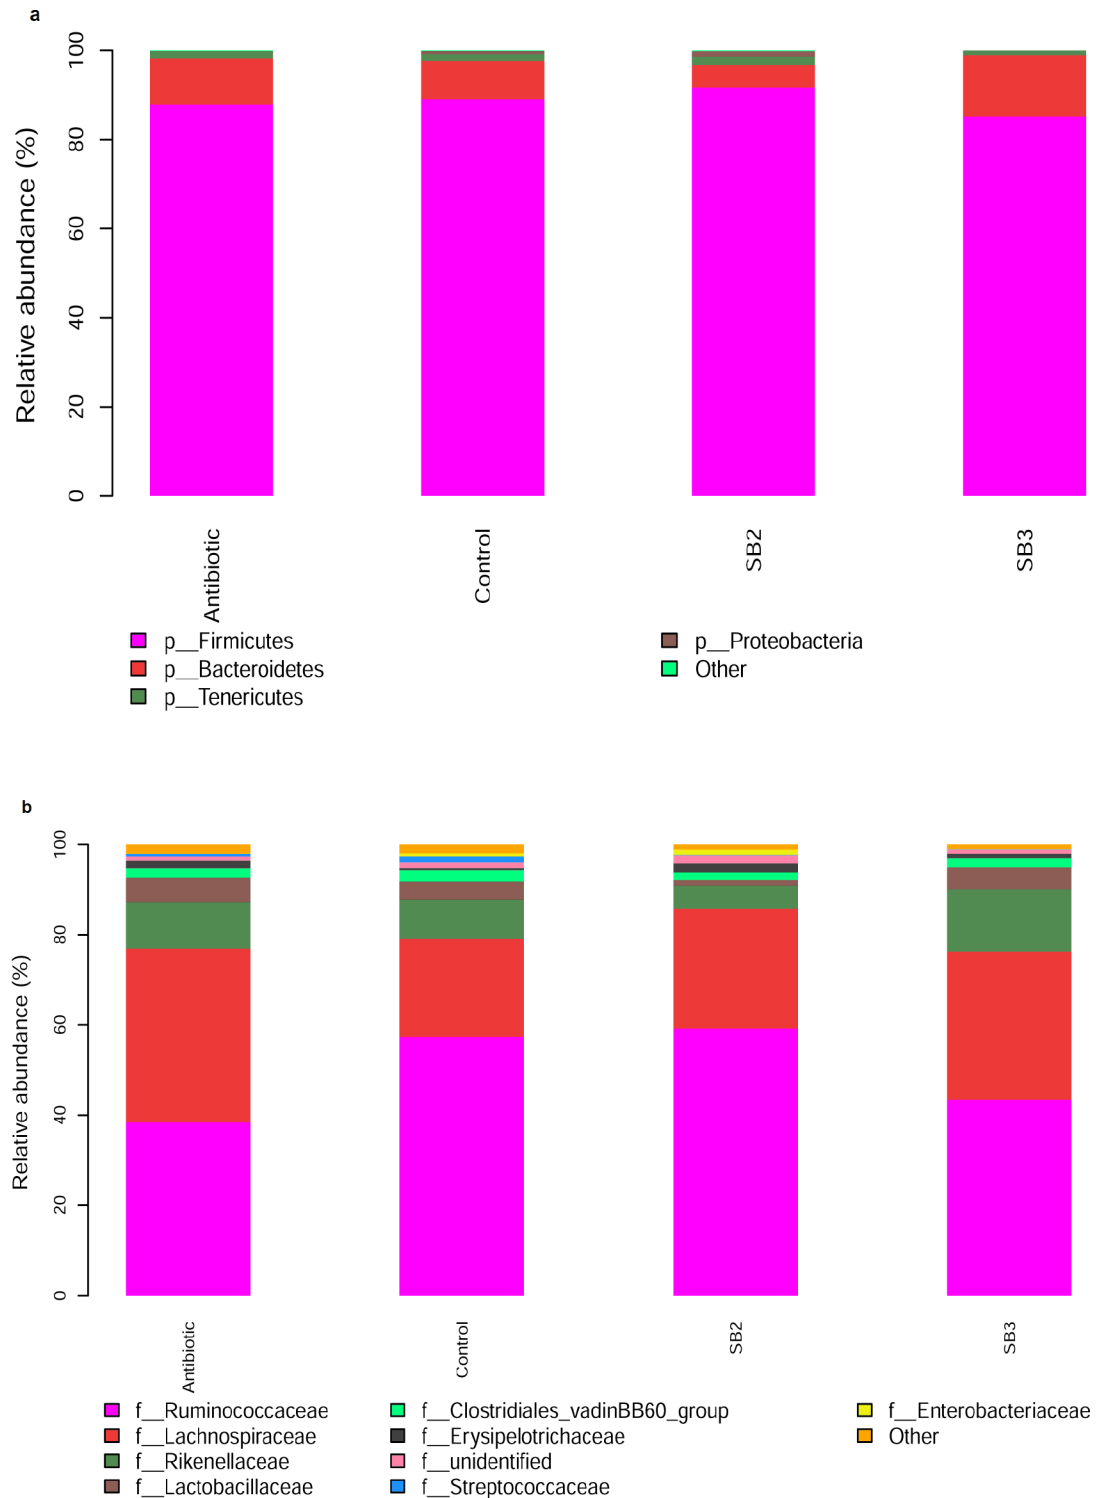 a
Relative abundance (%)
100
80
60
40
20
0
Antibiotic
Control
SB2
SB3
p__Firmicutes
p__Bacteroidetes
p__Tenericutes
p__Proteobacteria
Other
b
Relative abundance (%)
100
80
60
40
20
0
Antibiotic
Control
SB2
SB3
f__Ruminococcaceae
f__Lachnospiraceae
f__Rikenellaceae
f__Lactobacillaceae
f__Clostridiales_vadinBB60_group
f__Erysipelotrichaceae
f__unidentified
f__Streptococcaceae
f__Enterobacteriaceae
Other